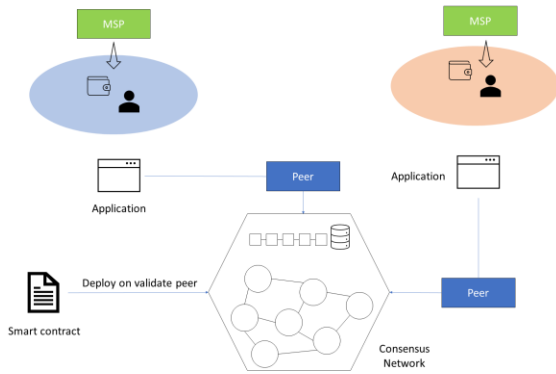 MSP
MSP
Peer
Application
Application
Deploy on validate peer
Peer
Smart contract
Consensus
Network